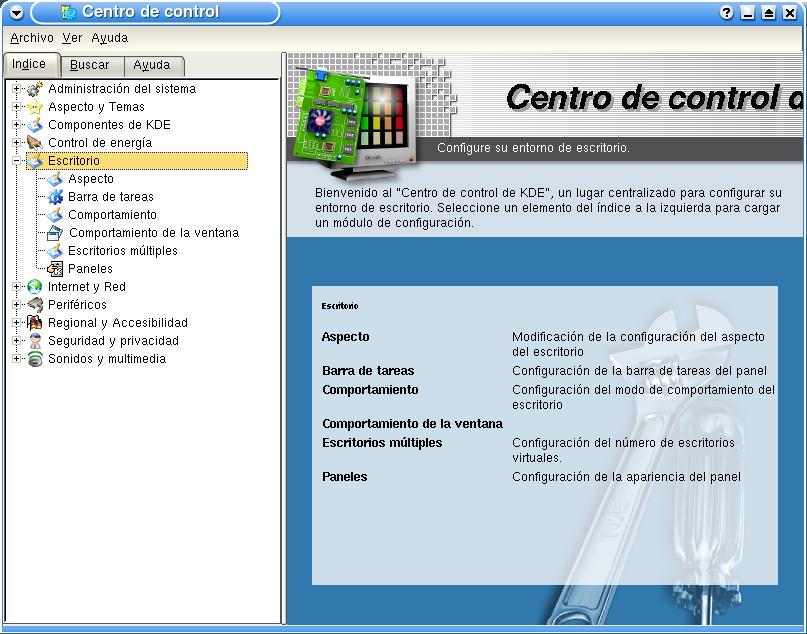 Centro de control
Archivo Ver Ayuda
Indice Buscar Ayuda
Administración del sistema
Aspecto y Temas
Componentes de KDE
Control de energía
Escritorio
Aspecto
Barra de tareas
Comportamiento
Comportamiento de la ventana
Escritorios múltiples
Paneles
Internet y Red
Periféricos
Regional y Accesibilidad
Seguridad y privacidad
Sonidos y multimedia
Centro de control d
Configure su entorno de escritorio.
Bienvenido al "Centro de control de KDE", un lugar centralizado para configurar su
entorno de escritorio. Seleccione un elemento del índice a la izquierda para cargar
un módulo de configuración.
Escritorio
Aspecto Modificación de la configuración del aspecto
del escritorio
Barra de tareas Configuración de la barra de tareas del panel
Comportamiento Configuración del modo de comportamiento del
escritorio
Comportamiento de la ventana
Escritorios múltiples Configuración del número de escritorios
virtuales.
Paneles Configuración de la apariencia del panel
KDE